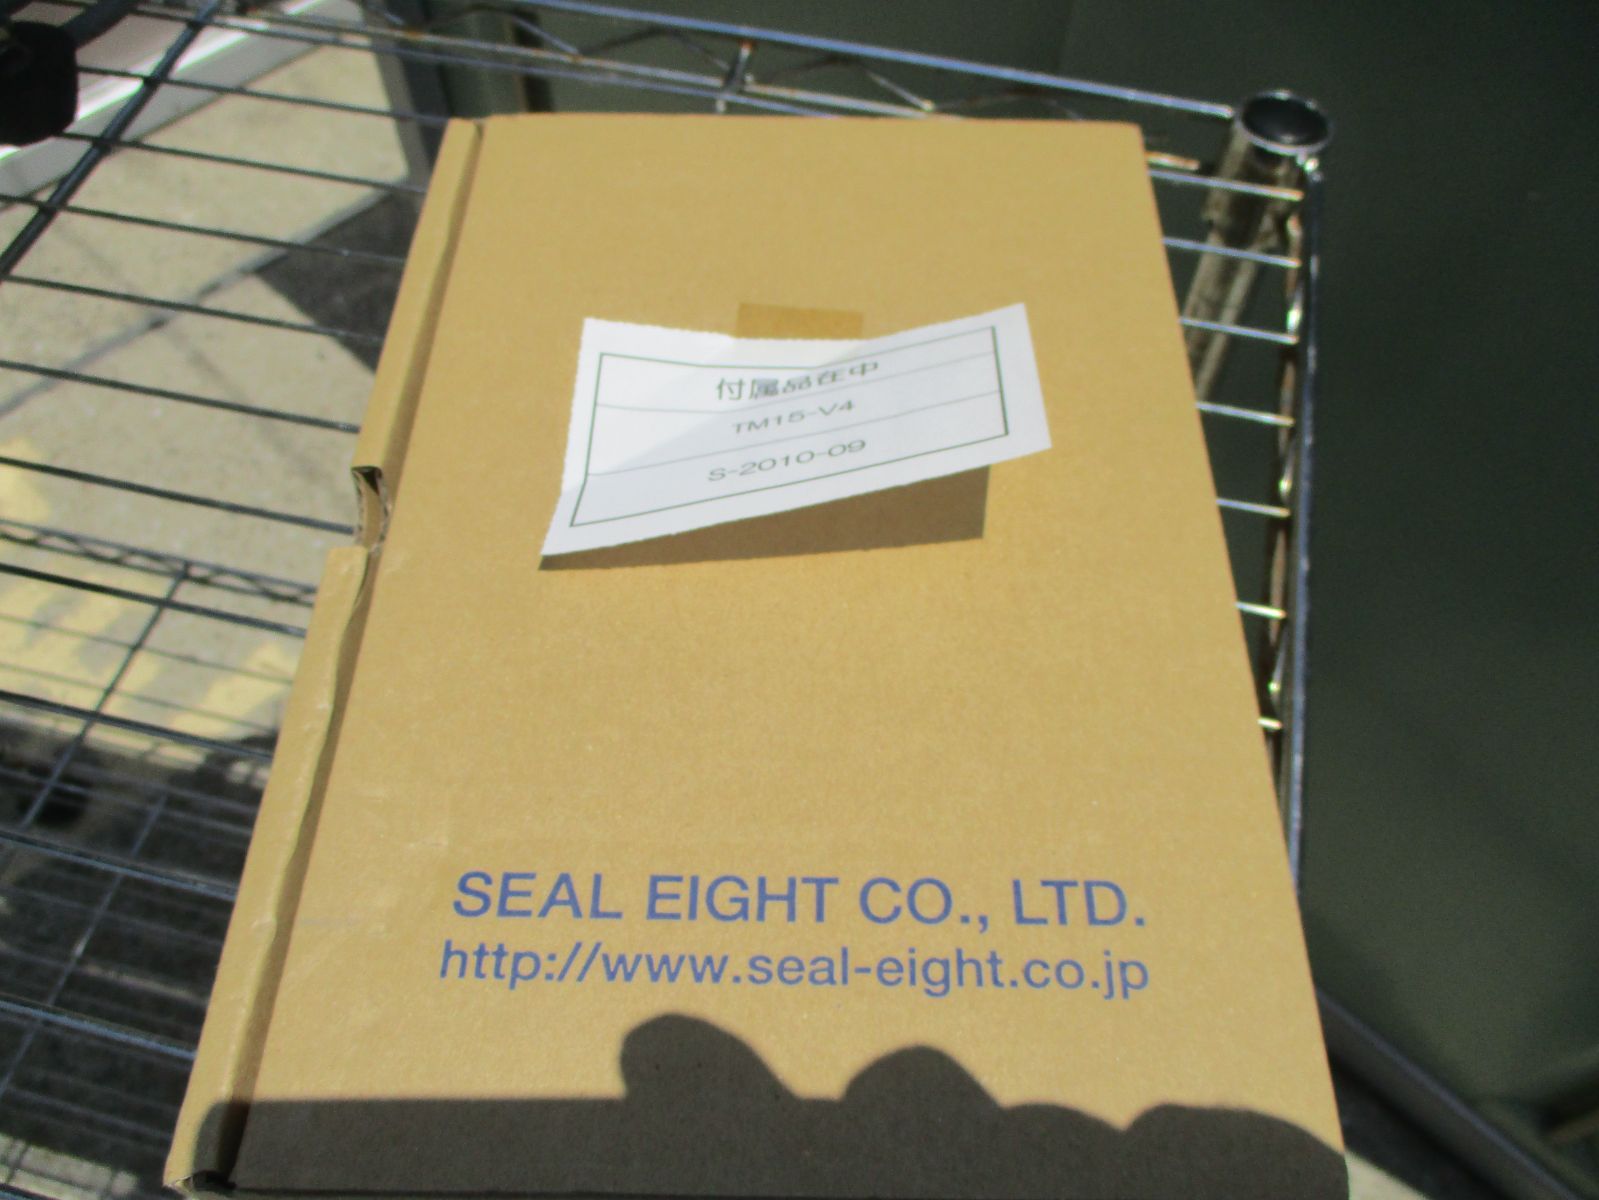 付属品在中
TM15-V4
S-2010-09
SEAL EIGHT CO., LTD.
http://www.seal-eight.co.jp